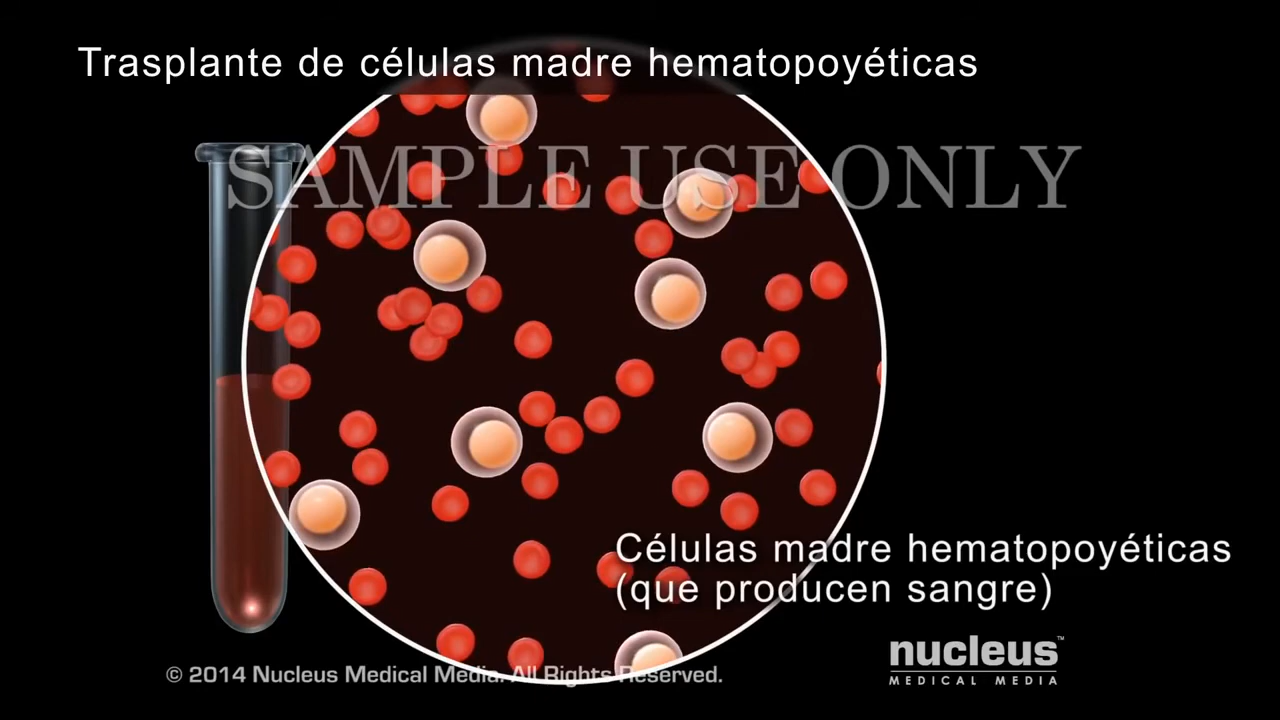 Trasplante de células madre hematopoyéticas
SAMPLE USE ONLY
Células madre hematopoyéticas
(que producen sangre)
nucleus™
MEDICAL MEDIA
© 2014 Nucleus Medical Media. All Rights Reserved.